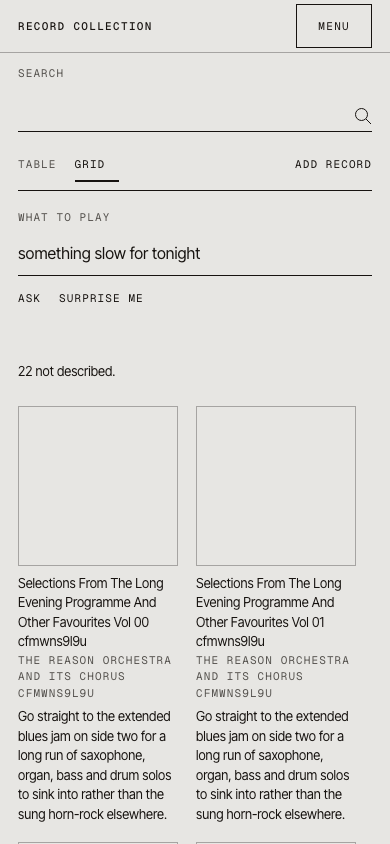 RECORD COLLECTION
MENU
SEARCH
TABLE
GRID
ADD RECORD
WHAT TO PLAY
something slow for tonight
ASK
SURPRISE ME
22 not described.
Selections From The Long
Evening Programme And
Other Favourites Vol 00
cfmwns9l9u
THE REASON ORCHESTRA
AND ITS CHORUS
CFMWNS9L9U
Go straight to the extended
blues jam on side two for a
long run of saxophone,
organ, bass and drum solos
to sink into rather than the
sung horn-rock elsewhere.
Selections From The Long
Evening Programme And
Other Favourites Vol 01
cfmwns9l9u
THE REASON ORCHESTRA
AND ITS CHORUS
CFMWNS9L9U
Go straight to the extended
blues jam on side two for a
long run of saxophone,
organ, bass and drum solos
to sink into rather than the
sung horn-rock elsewhere.